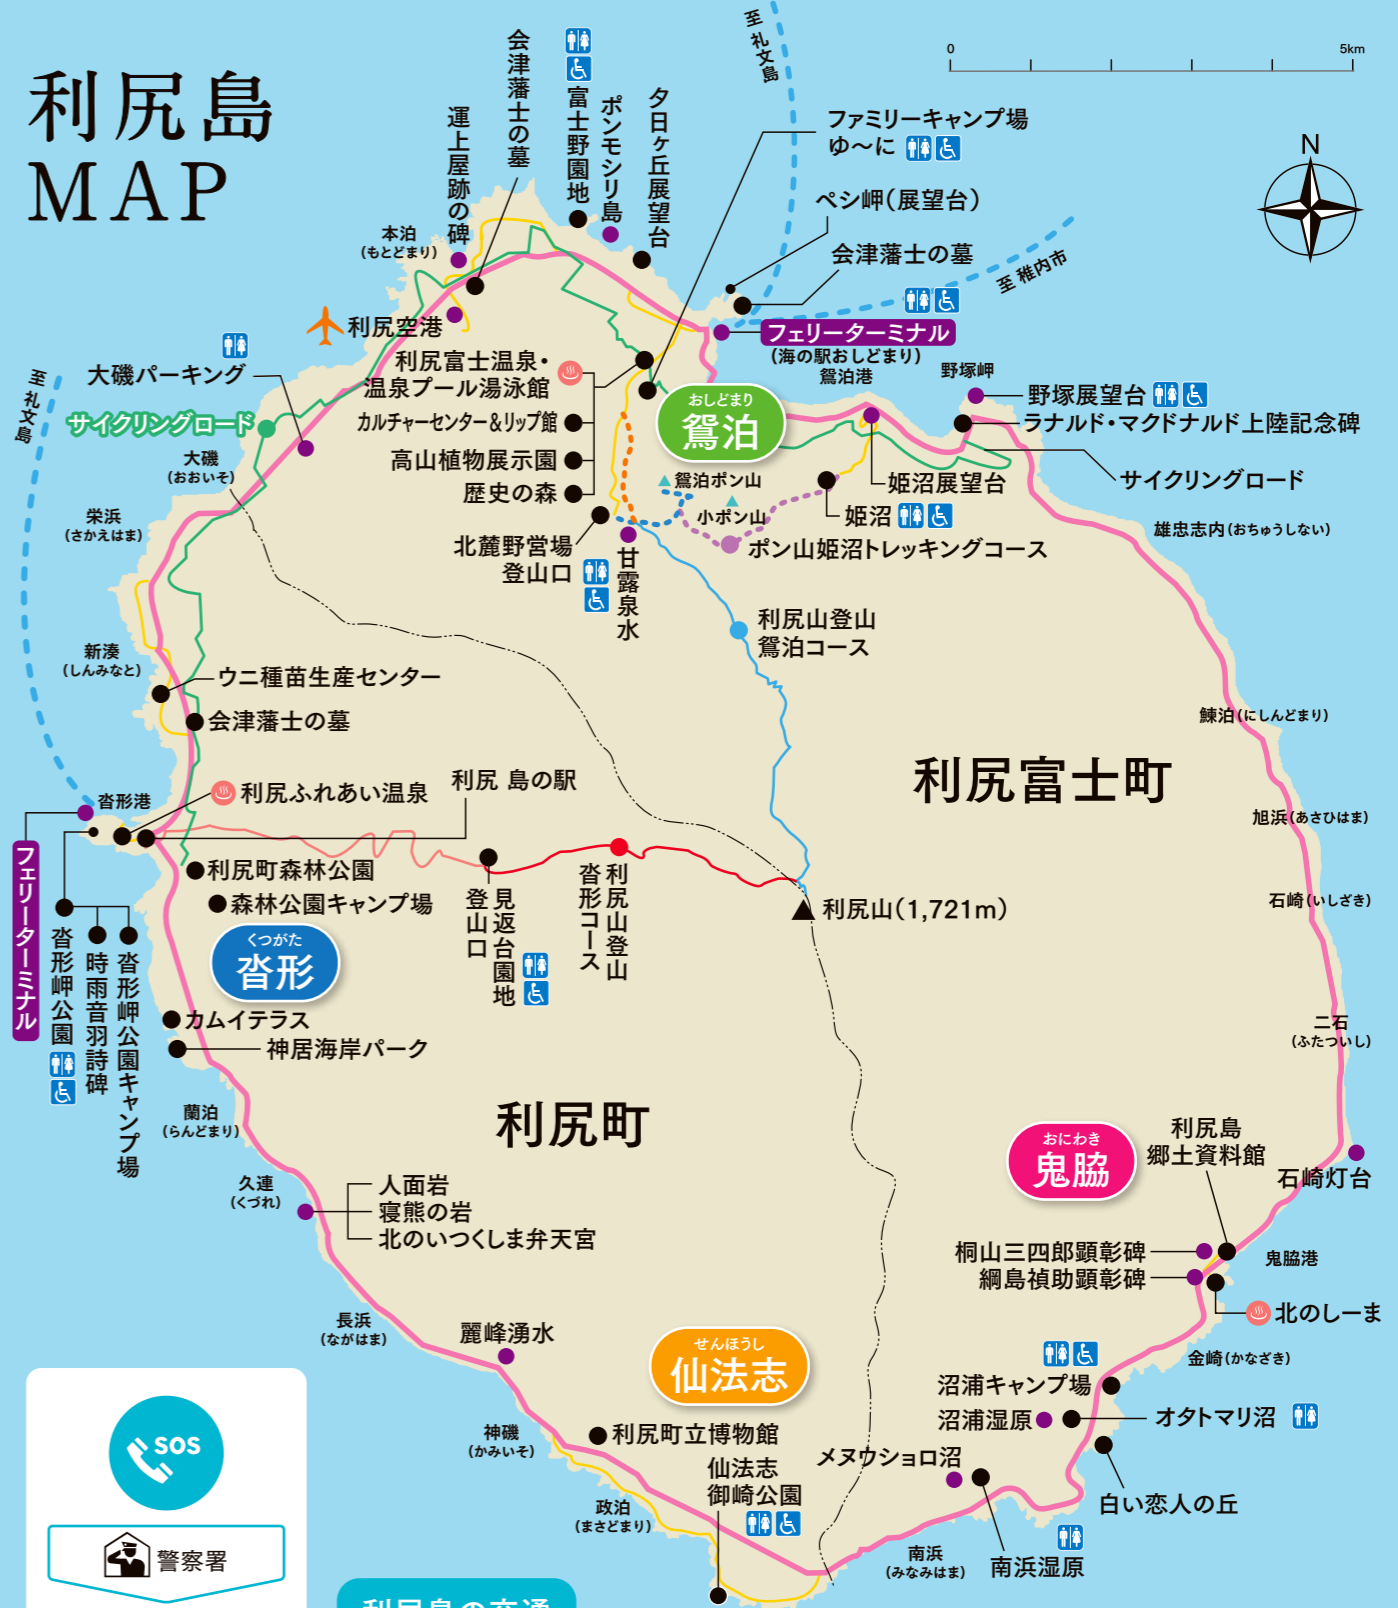 利尻島
MAP
0
5km
N
至 礼文島
至 稚内市
至 礼文島
会津藩士の墓
運上屋跡の碑
富士野園地
ポンモシリ島
夕日ヶ丘展望台
ファミリーキャンプ場
ゆ〜に
ペシ岬(展望台)
会津藩士の墓
フェリーターミナル
(海の駅おしどまり)
鴛泊港
本泊
(もとどまり)
利尻空港
大磯パーキング
サイクリングロード
大磯
(おおいそ)
栄浜
(さかえはま)
利尻富士温泉・
温泉プール湯泳館
カルチャーセンター&リップ館
高山植物展示園
歴史の森
北麓野営場
登山口
甘露泉水
おしどまり
鴛泊
野塚岬
野塚展望台
ラナルド・マクドナルド上陸記念碑
サイクリングロード
姫沼展望台
姫沼
鴛泊ポン山
小ポン山
ポン山姫沼トレッキングコース
雄忠志内(おちゅうしない)
利尻山登山
鴛泊コース
新湊
(しんみなと)
ウニ種苗生産センター
会津藩士の墓
鰊泊(にしんどまり)
利尻富士町
利尻 島の駅
沓形港
利尻ふれあい温泉
旭浜(あさひはま)
フェリーターミナル
利尻町森林公園
森林公園キャンプ場
見返台園地
登山口
利尻山登山
沓形コース
利尻山(1,721m)
石崎(いしざき)
くつがた
沓形
沓形岬公園
時雨音羽詩碑
沓形岬公園キャンプ場
カムイテラス
神居海岸パーク
二石
(ふたついし)
蘭泊
(らんどまり)
利尻町
おにわき
鬼脇
利尻島
郷土資料館
石崎灯台
久連
(くづれ)
人面岩
寝熊の岩
北のいつくしま弁天宮
桐山三四郎顕彰碑
綱島禎助顕彰碑
鬼脇港
北のしーま
長浜
(ながはま)
麗峰湧水
せんほうし
仙法志
金崎(かなざき)
沼浦キャンプ場
沼浦湿原
オタトマリ沼
神磯
(かみいそ)
利尻町立博物館
仙法志
御崎公園
メヌウショロ沼
白い恋人の丘
政泊
(まさどまり)
南浜
(みなみはま)
南浜湿原
SOS
警察署
利尻島の交通